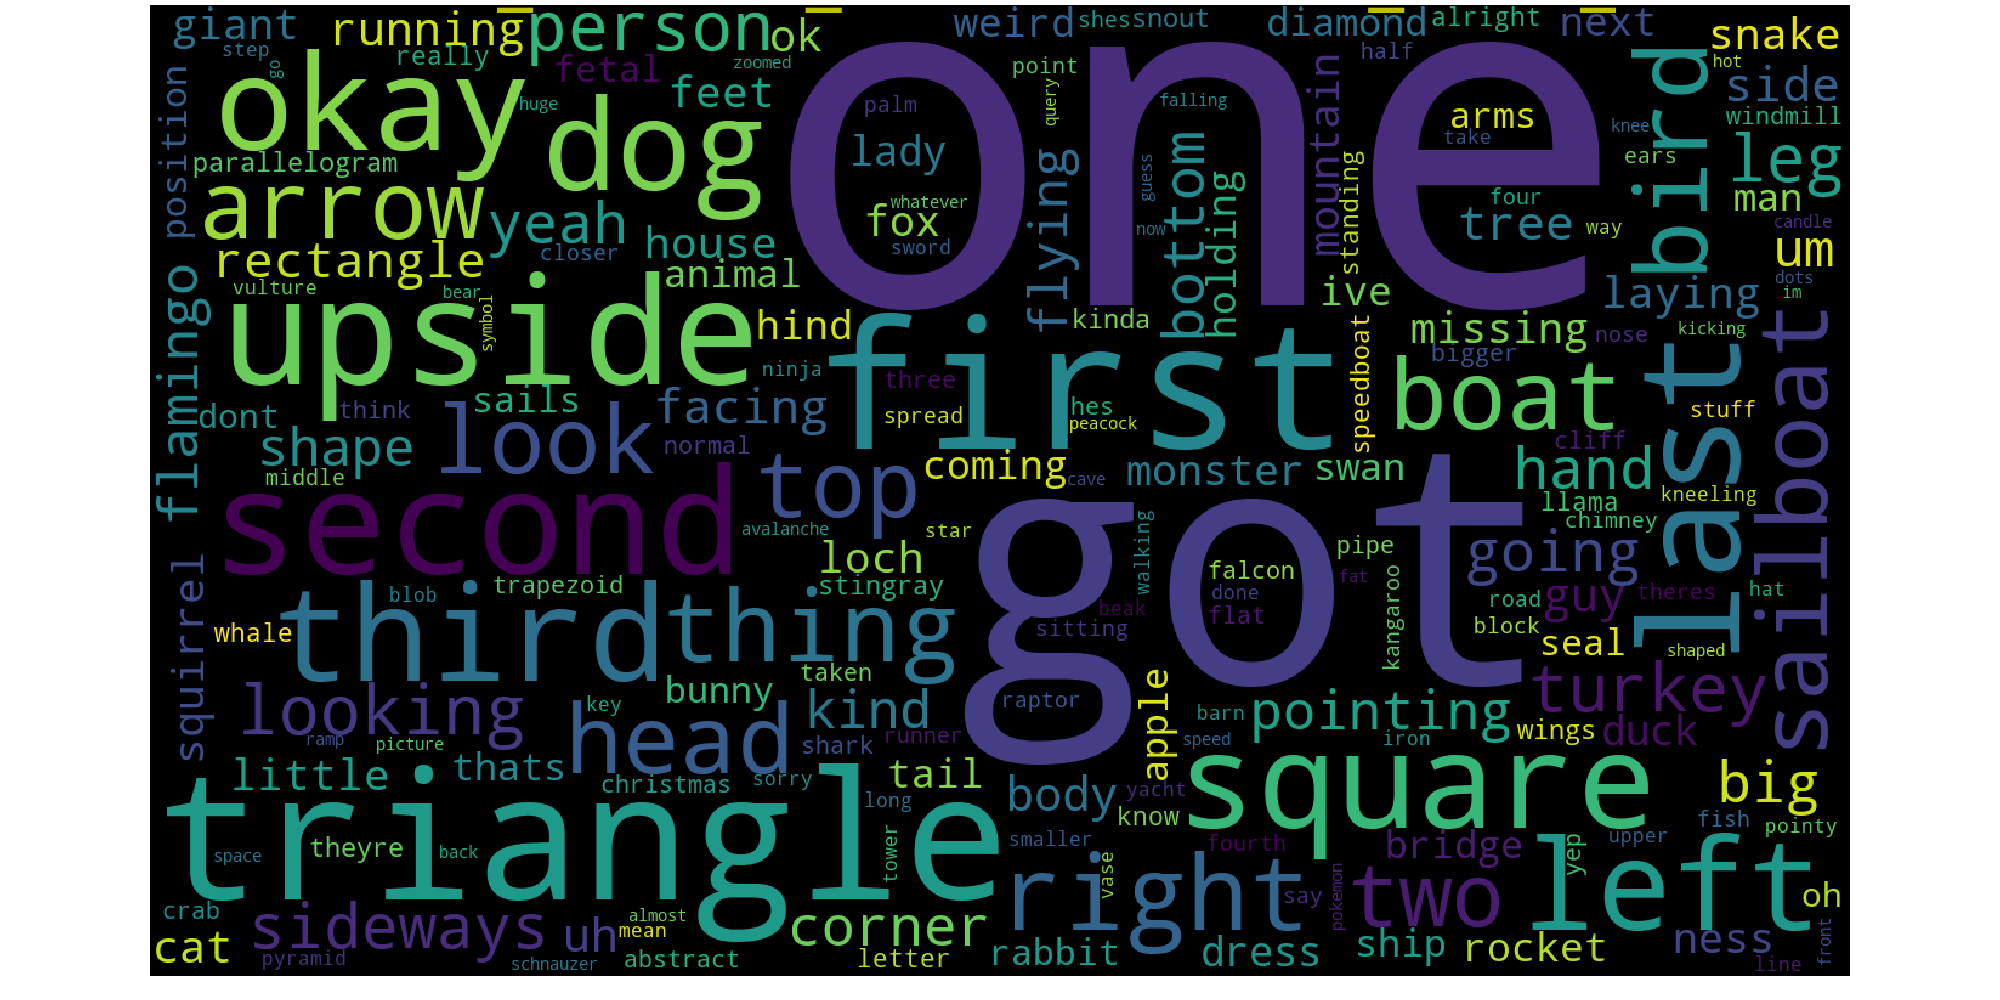 giant
running
person
ok
weird
shes
snout
diamond
alright
next
snake
step
really
go
fetal
zoomed
point
half
hot
okay
huge
feet
dog
palm
query
one
falling
mountain
arms
take
knee
bird
side
windmill
position
parallelogram
lady
flying
bottom
guess
four
ears
leg
arrow
yeah
whatever
fox
sword
now
holding
standing
tree
way
man
candle
rectangle
closer
house
um
vulture
bear
animal
ive
laying
dots
im
flamingo
upside
symbol
hind
kinda
first
speedboat
missing
nose
kicking
ninja
bigger
dont
think
sails
facing
three
spread
hes
peacock
boat
stuff
last
sailboat
shape
look
normal
top
coming
cave
monster
swan
cliff
hand
middle
llama
kneeling
second
avalanche
star
loch
got
walking
pipe
chimney
going
squirrel
blob
trapezoid
stingray
falcon
done
fat
kangaroo
road
guy
theres
hat
whale
third
thing
beak
sitting
flat
block
seal
shaped
looking
key
bunny
taken
raptor
apple
turkey
ramp
picture
head
kind
shark
runner
barn
pointing
iron
wings
duck
speed
little
thats
christmas
sorry
tail
long
body
yacht
know
square
big
triangle
space
theyre
back
tower
smaller
vase
fourth
bridge
yep
upper
fish
pointy
crab
sideways
uh
almost
mean
corner
right
say
pokemon
two
left
oh
cat
pyramid
schnauzer
abstract
letter
rabbit
dress
ship
rocket
ness
line
front